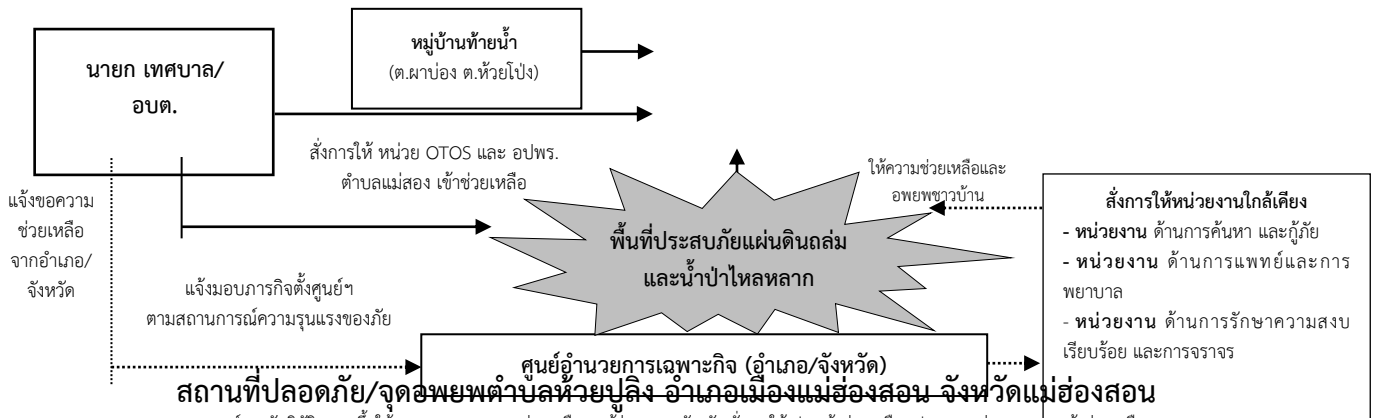 หมู่บ้านท้ายน้ำ
(ต.ผาบ่อง ต.ห้วยโป่ง)
นายก เทศบาล/
อบต.
สั่งการให้ หน่วย OTOS และ อปพร.
ตำบลแม่สอง เข้าช่วยเหลือ
ให้ความช่วยเหลือและ
อพยพชาวบ้าน
แจ้งขอความ
ช่วยเหลือ
จากอำเภอ/
จังหวัด
พื้นที่ประสบภัยแผ่นดินถล่ม
และน้ำป่าไหลหลาก
สั่งการให้หน่วยงานใกล้เคียง
- หน่วยงาน ด้านการค้นหา และกู้ภัย
- หน่วยงาน ด้านการแพทย์และการ
พยาบาล
- หน่วยงาน ด้านการรักษาความสงบ
เรียบร้อย และการจราจร
แจ้งมอบภารกิจตั้งศูนย์ฯ
ตามสถานการณ์ความรุนแรงของภัย
ศูนย์อำนวยการเฉพาะกิจ (อำเภอ/จังหวัด)
สถานที่ปลอดภัย/จุดอพยพตำบลห้วยปูลิง อำเภอเมืองแม่ฮ่องสอน จังหวัดแม่ฮ่องสอน